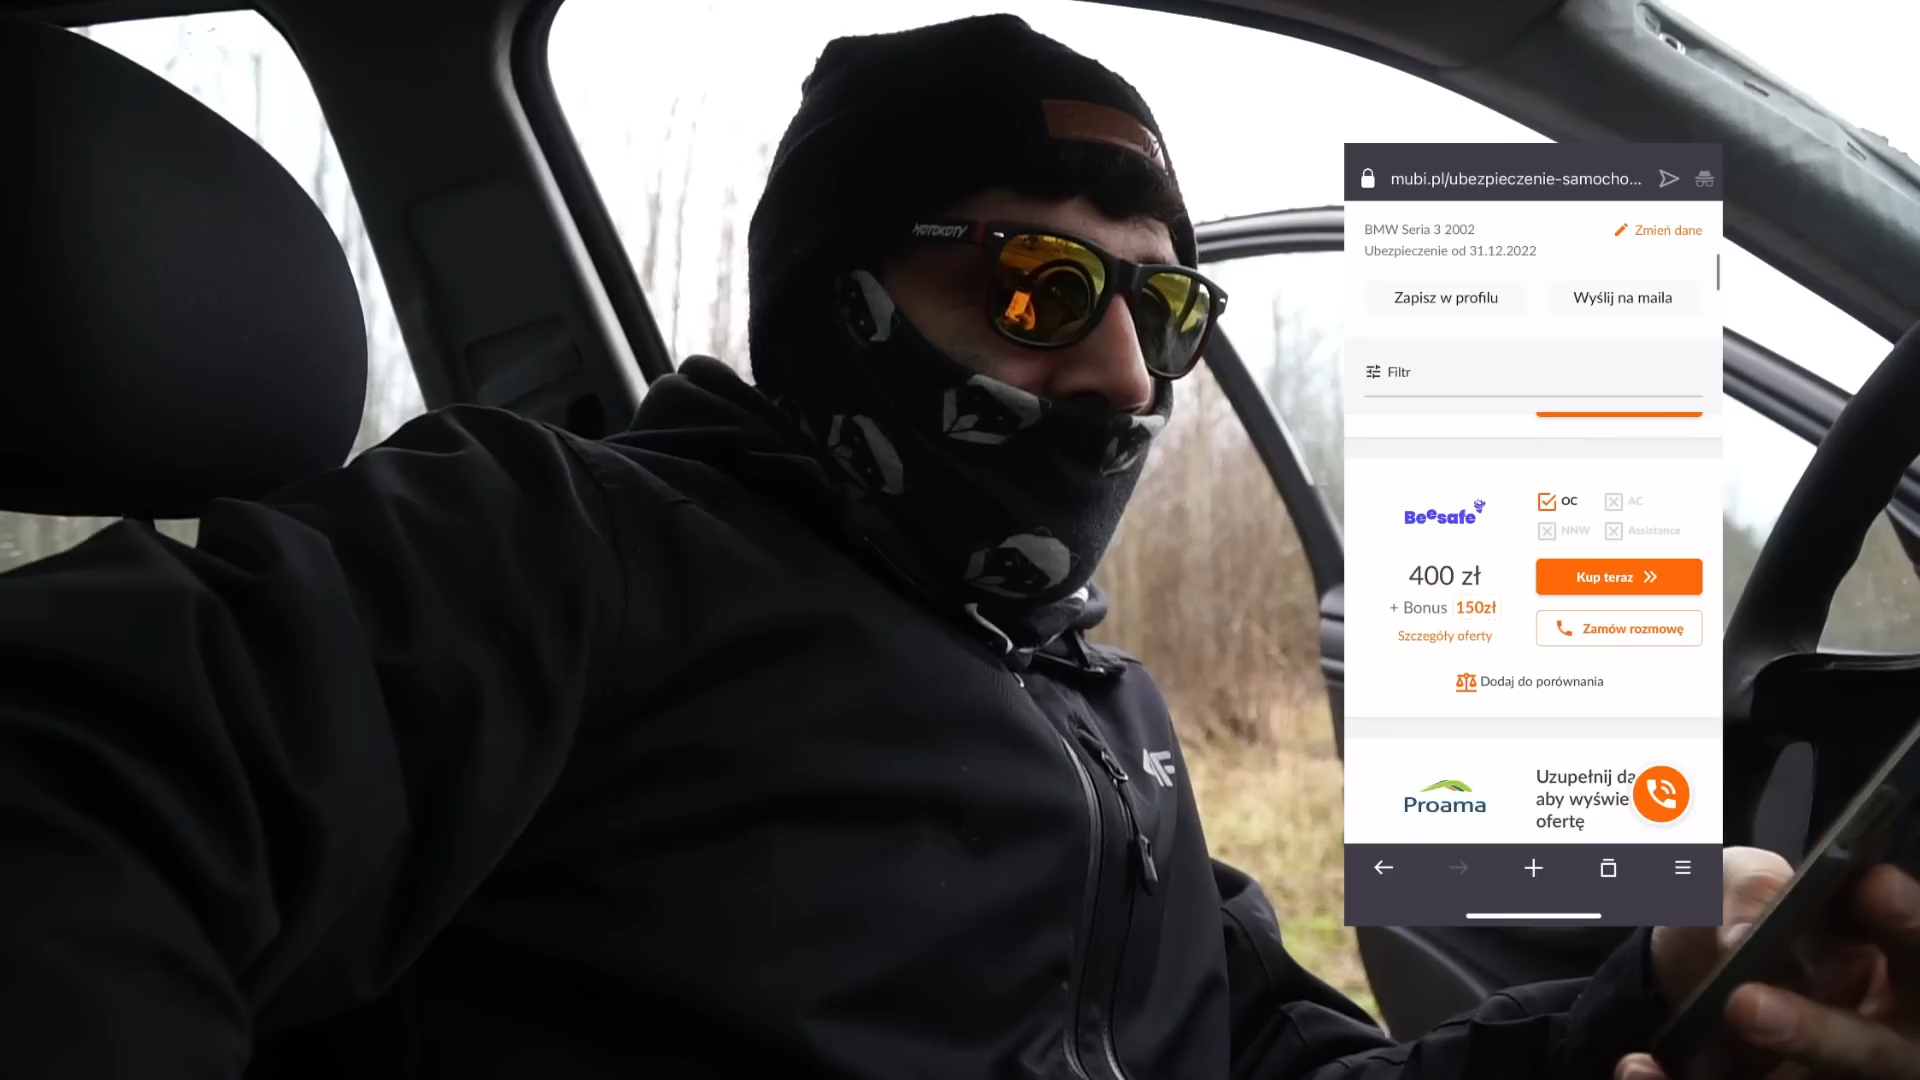 MOTOKOTY
mubi.pl/ubezpieczenie-samocho...
BMW Seria 3 2002
Zmień dane
Ubezpieczenie od 31.12.2022
Zapisz w profilu
Wyślij na maila
Filtr
Beesafe
OC
AC
NNW
Assistance
400 zł
Kup teraz
+ Bonus 150zł
Szczegóły oferty
Zamów rozmowę
Dodaj do porównania
Proama
Uzupełnij da
aby wyświe
ofertę
4F